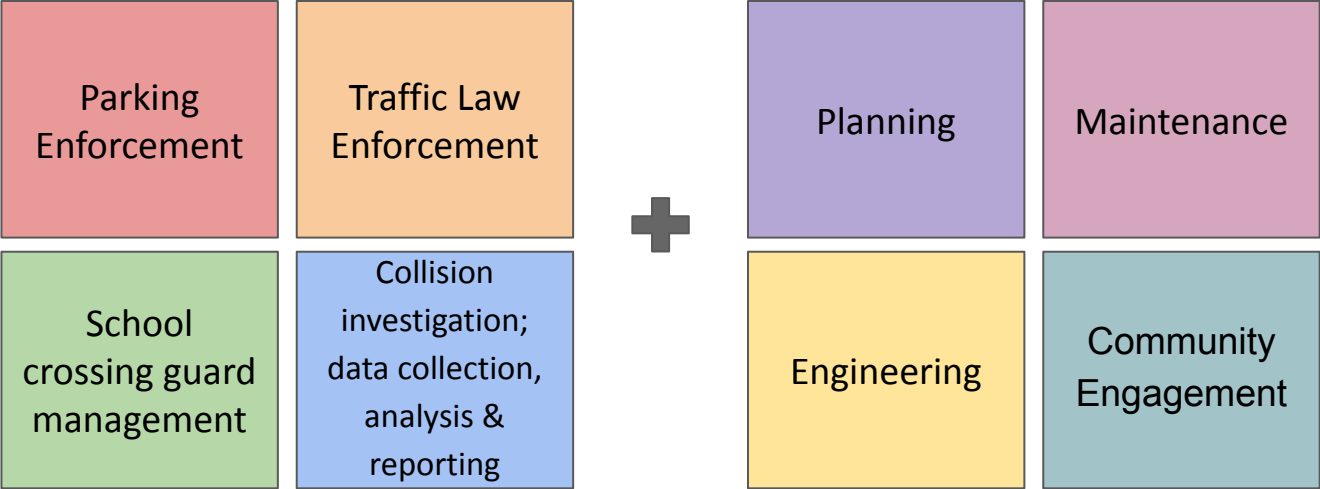 Parking
Enforcement
Traffic Law
Enforcement
School
crossing guard
management
Collision
investigation;
data collection,
analysis &
reporting
Planning
Maintenance
Engineering
Community
Engagement